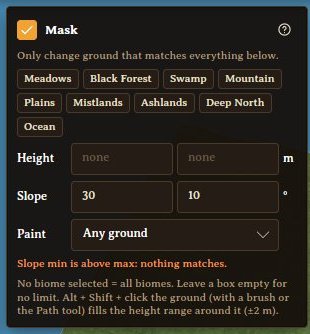 Mask
Only change ground that matches everything below.
Meadows Black Forest Swamp Mountain
Plains Mistlands Ashlands Deep North
Ocean
Height none none m
Slope 30 10 °
Paint Any ground
Slope min is above max: nothing matches.
No biome selected = all biomes. Leave a box empty for
no limit. Alt + Shift + click the ground (with a brush or
the Path tool) fills the height range around it (±2 m).